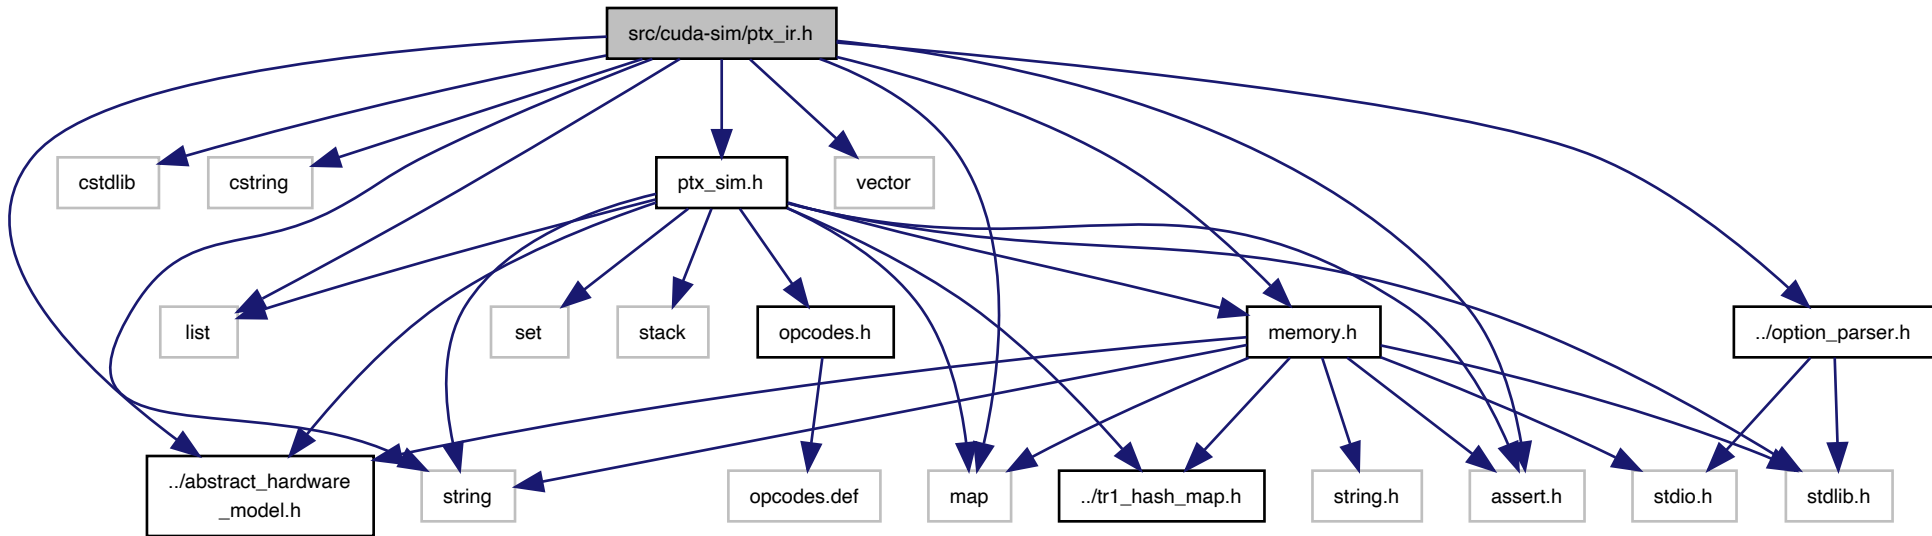 src/cuda-sim/ptx_ir.h
cstdlib
cstring
ptx_sim.h
vector
list
set
stack
opcodes.h
memory.h
../option_parser.h
../abstract_hardware
_model.h
string
opcodes.def
map
../tr1_hash_map.h
string.h
assert.h
stdio.h
stdlib.h